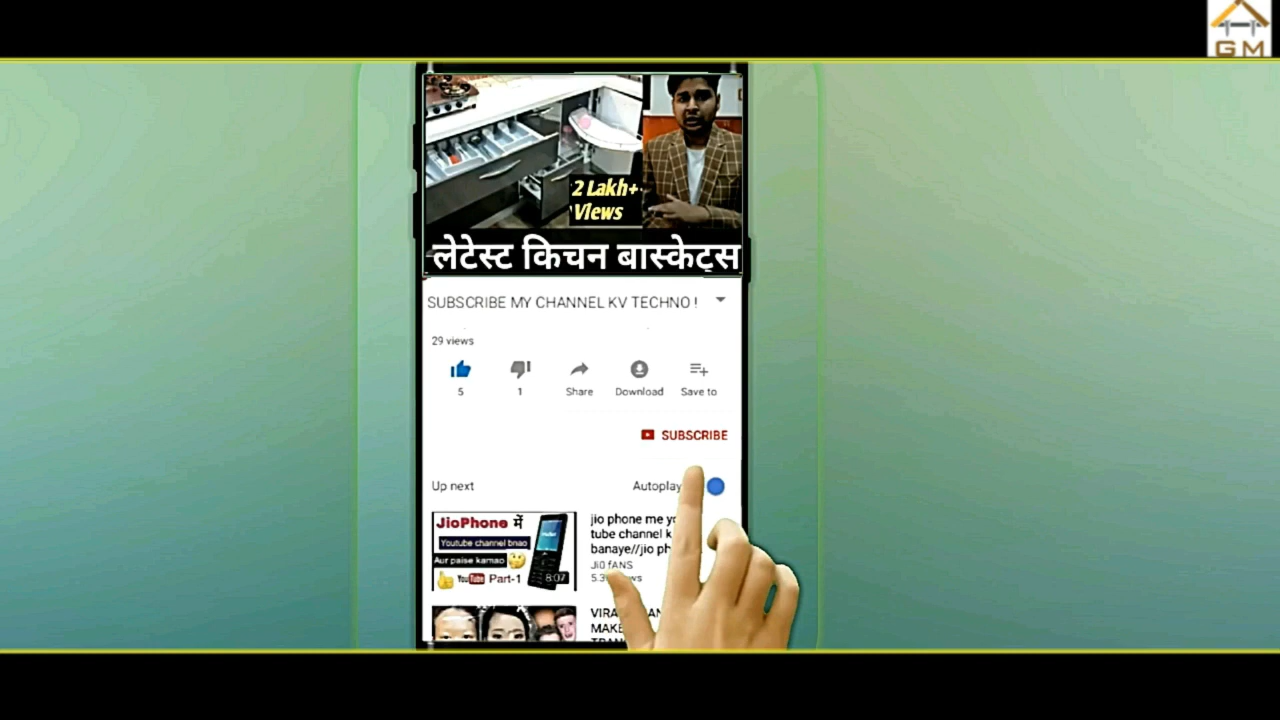 GM
2 Lakh+
Views
लेटेस्ट किचन बास्केट्स
SUBSCRIBE MY CHANNEL KV TECHNO !
29 views
5
1
Share
Download
Save to
SUBSCRIBE
Up next
Autoplay
JioPhone में
Youtube channel bnao
Aur paise kamao
YouTube Part-1
8:07
jio phone me
tube channel
banaye//jio
Jio fANS
MAKE